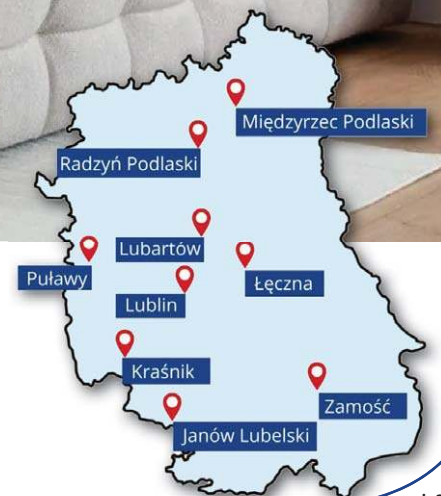 Międzyrzec Podlaski
Radzyń Podlaski
Lubartów
Puławy
Łęczna
Lublin
Kraśnik
Zamość
Janów Lubelski